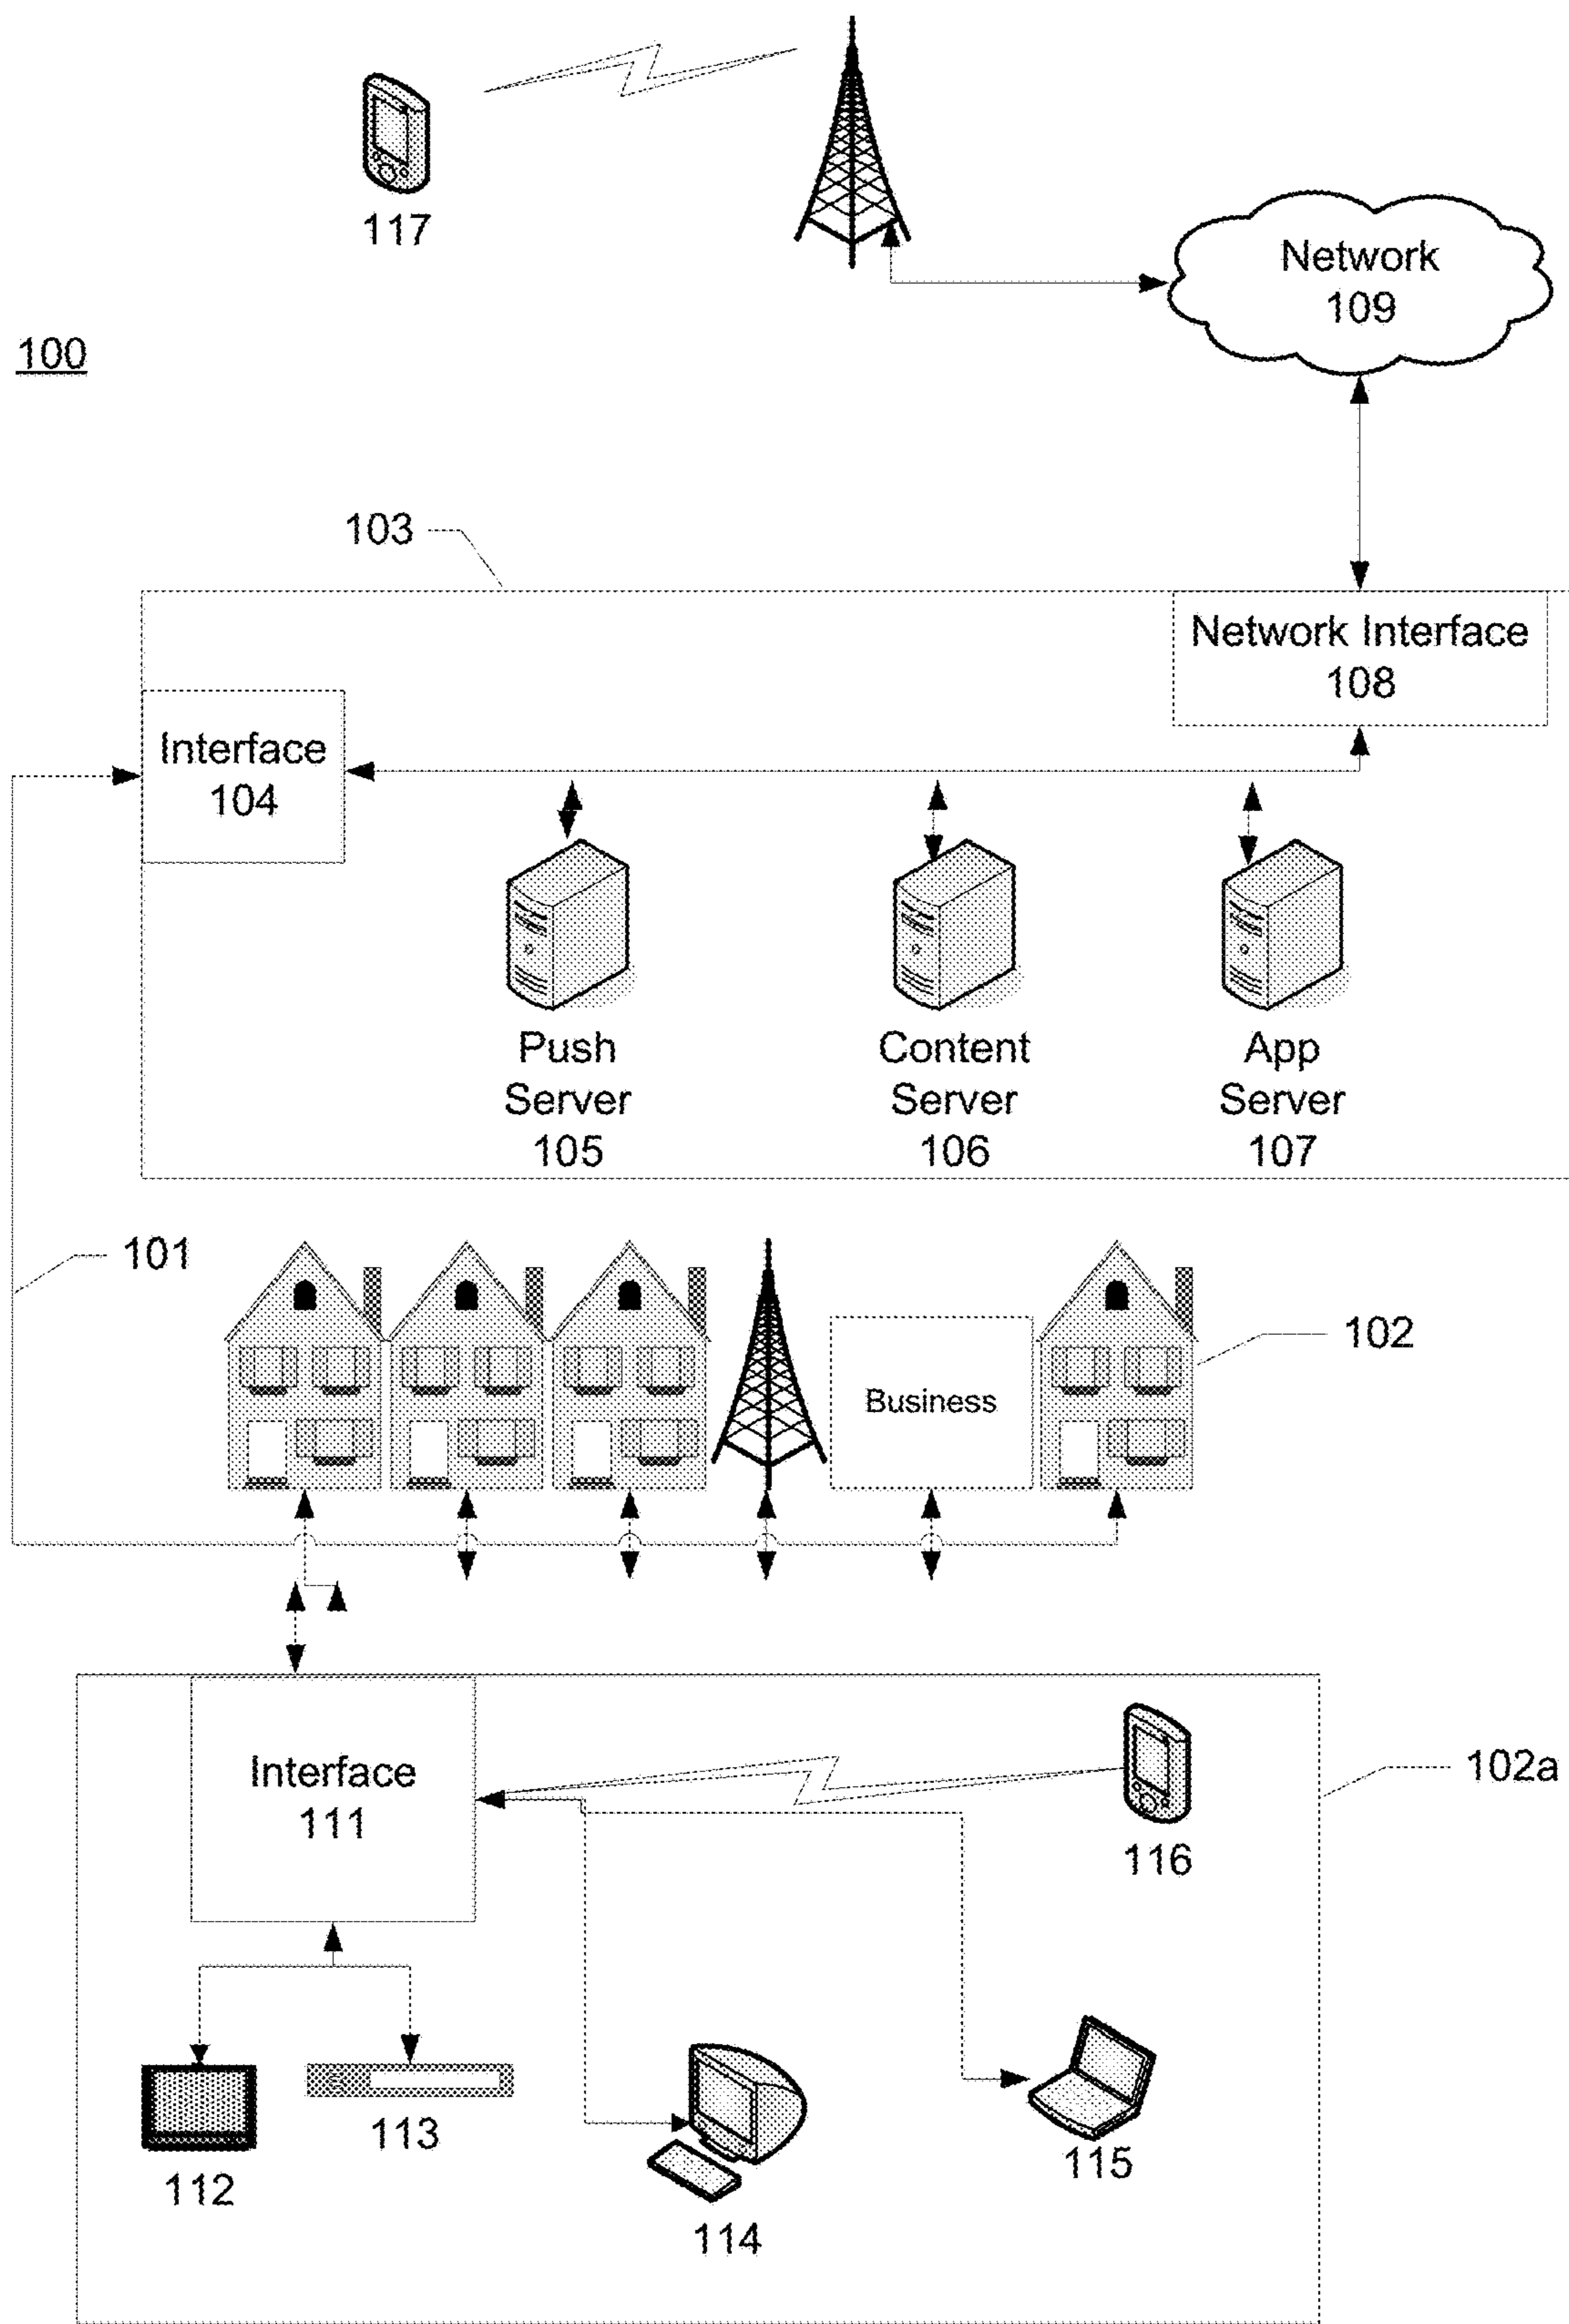 117
Network
109
100
103
Network Interface
108
Interface
104
Push
Server
105
Content
Server
106
App
Server
107
101
102
Business
Interface
111
102a
116
112
113
114
115